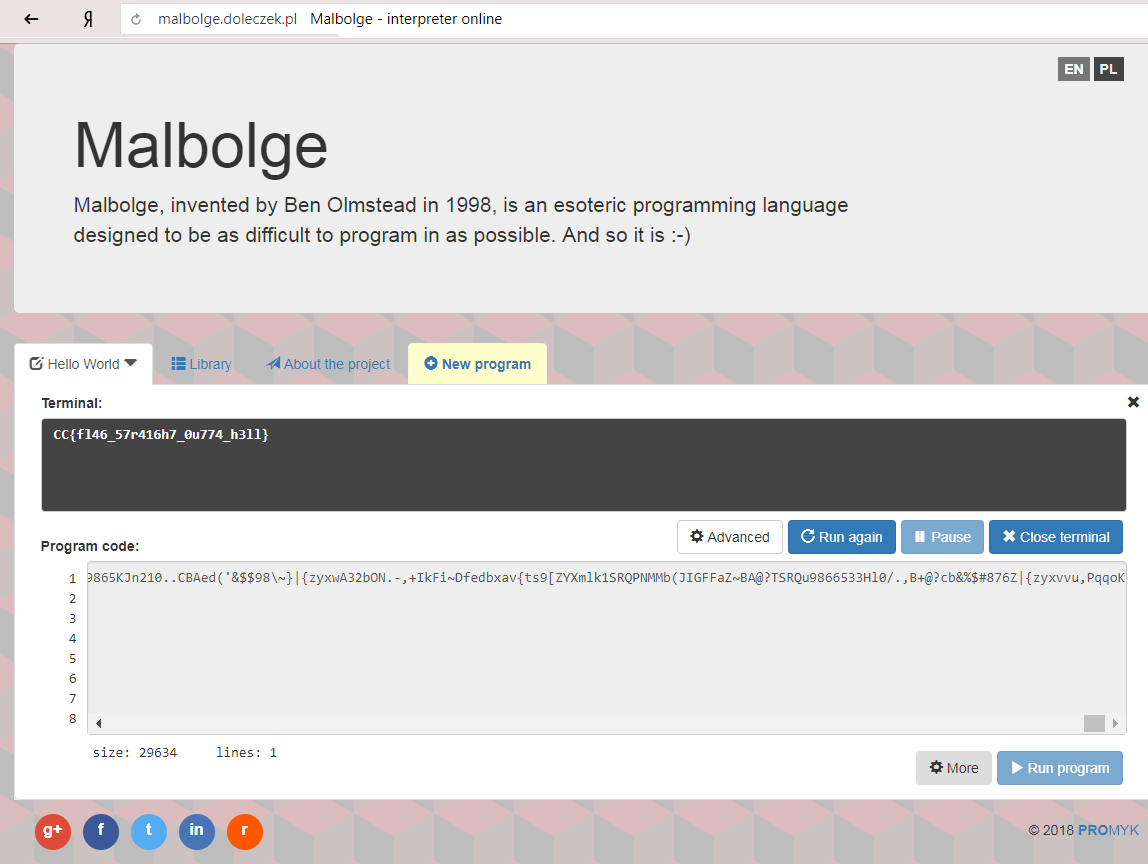 Я malbolge.doleczek.pl Malbolge - interpreter online
EN PL
Malbolge
Malbolge, invented by Ben Olmstead in 1998, is an esoteric programming language
designed to be as difficult to program in as possible. And so it is :-)
Hello World Library About the project New program
Terminal:
CC{fl46_57r416h7_0u774_h3ll}
Advanced Run again Pause Close terminal
Program code:
1 9865KJn210..CBAed('&$$98\~}|{zyxwA32bON.-,+IkFi~Dfedbxav{ts9[ZYXmlk1SRQPNMMb(JIGFFaZ~BA@?TSRQu9866533Hl0/.,B+@?cb&%$#876Z|{zyxvvu,PqqoK
2
3
4
5
6
7
8
size: 29634 lines: 1
More Run program
g+ f t in r
© 2018 PROMYK